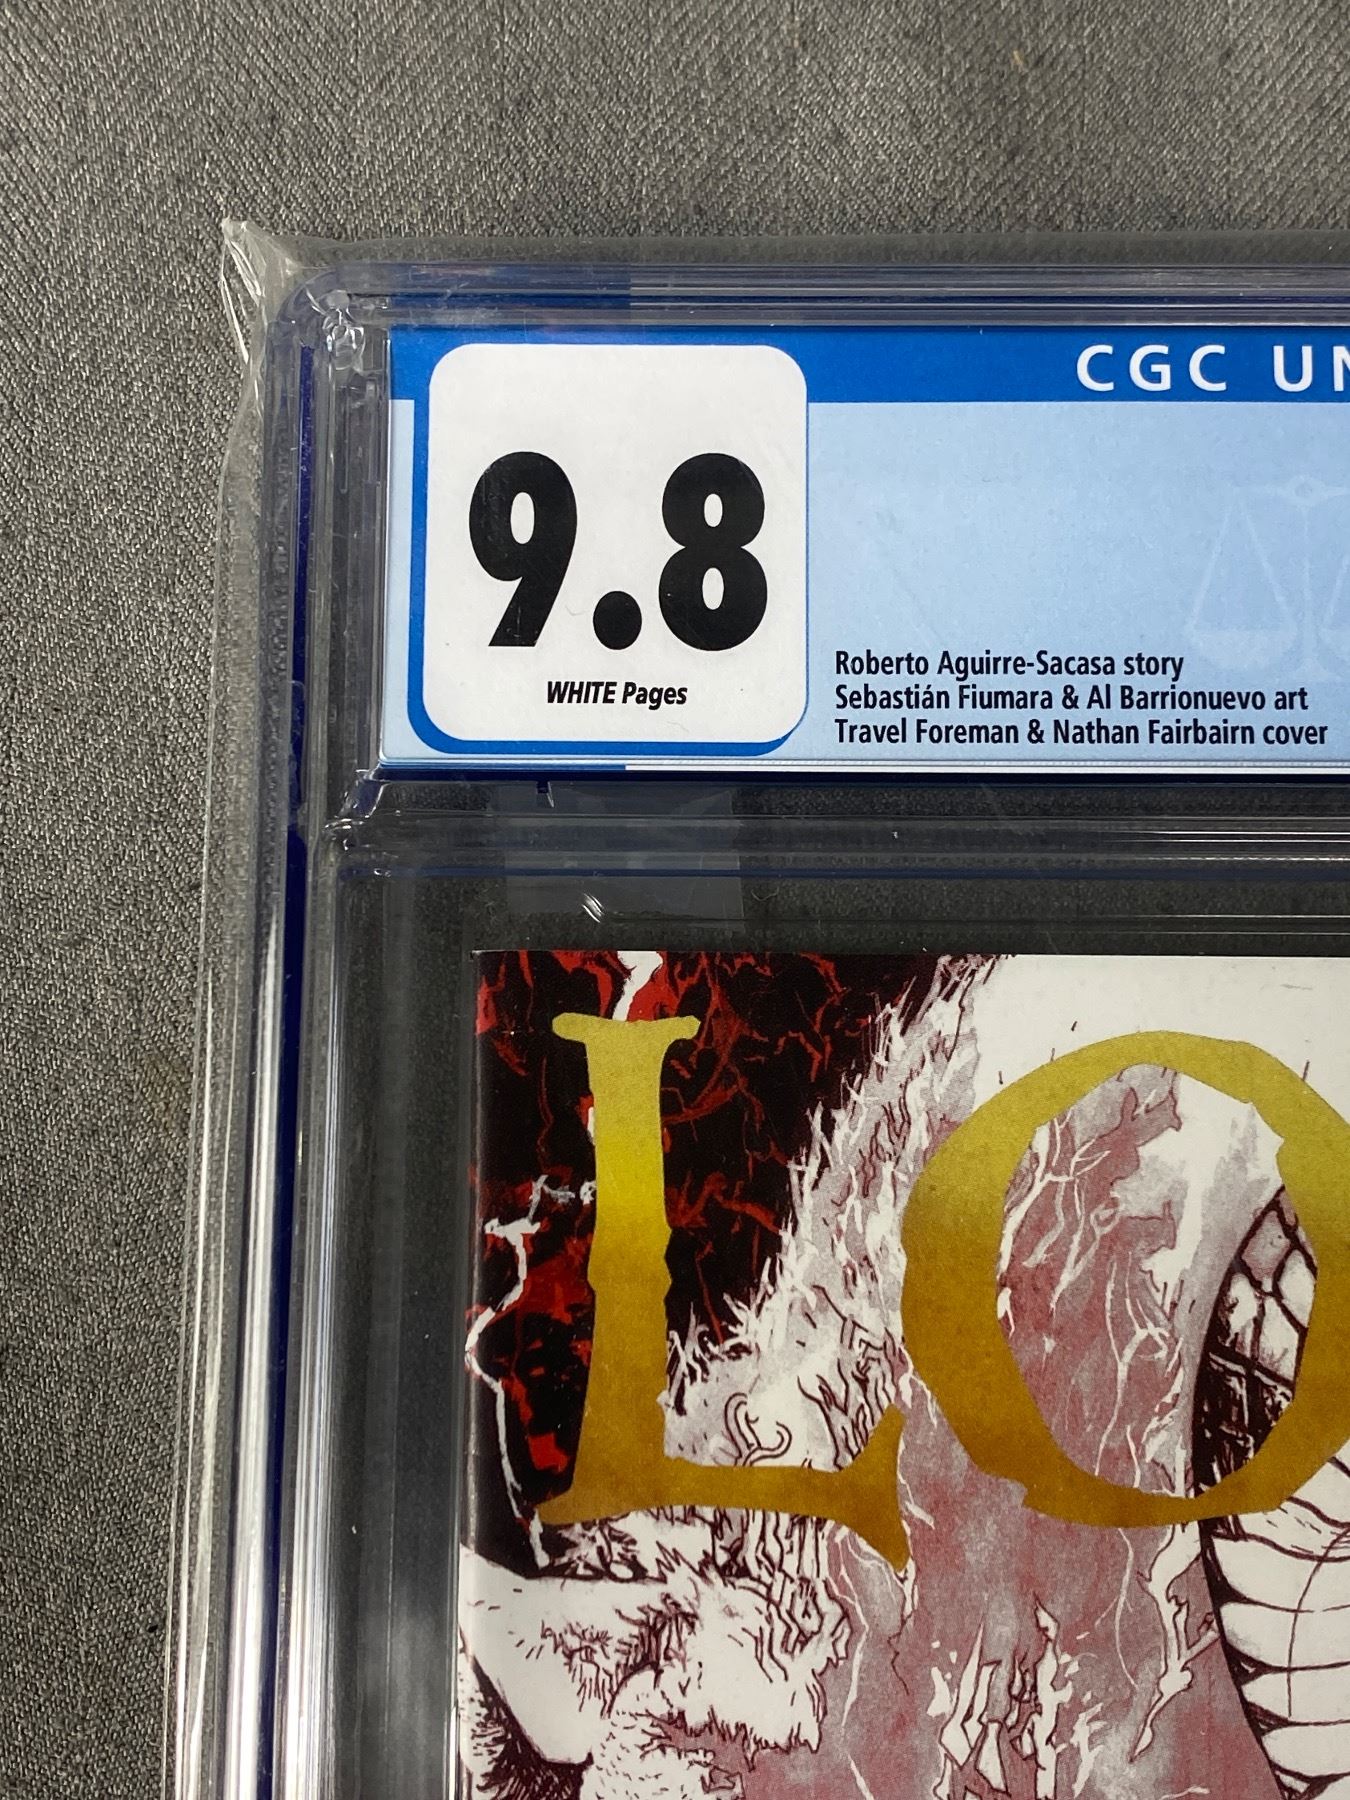 CGC UN
9.8
WHITE Pages
Roberto Aguirre-Sacasa story
Sebastián Fiumara & Al Barrionuevo art
Travel Foreman & Nathan Fairbairn cover
LO